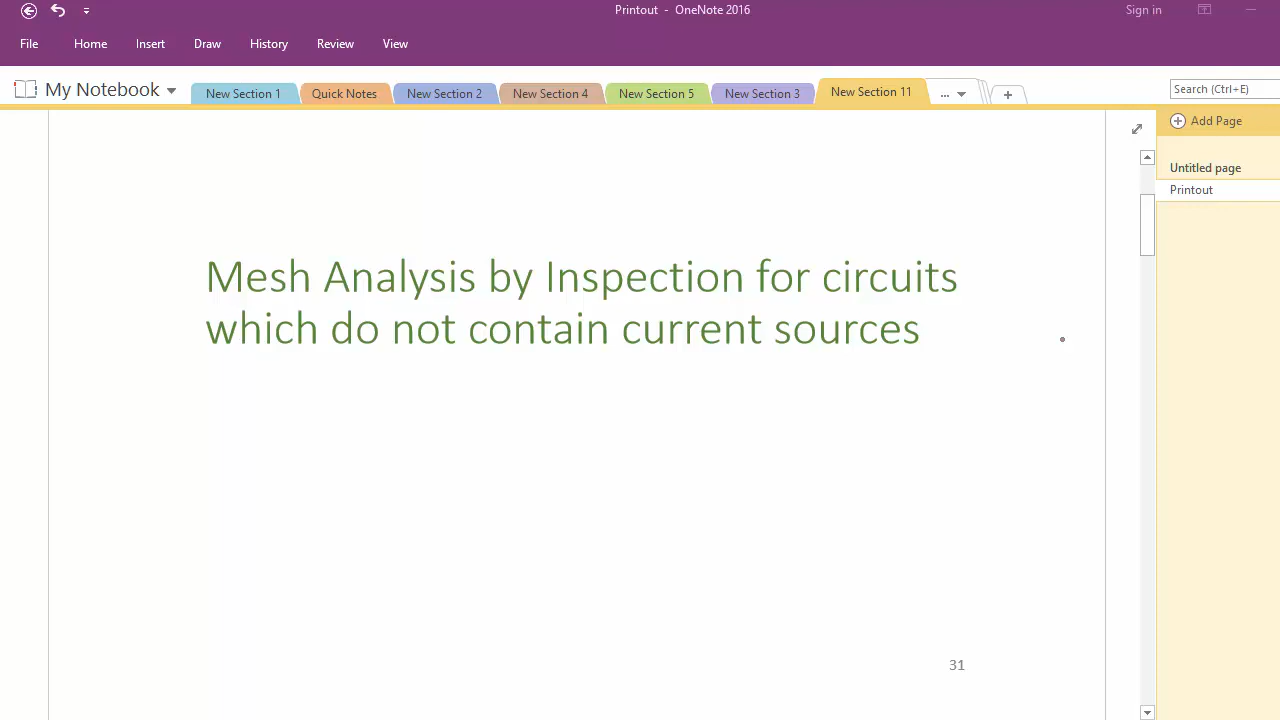 Printout - OneNote 2016
Sign in
File Home Insert Draw History Review View
My Notebook
New Section 1 Quick Notes New Section 2 New Section 4 New Section 5 New Section 3 New Section 11 ...
Search (Ctrl+E)
Add Page
Untitled page
Printout
Mesh Analysis by Inspection for circuits
which do not contain current sources
31